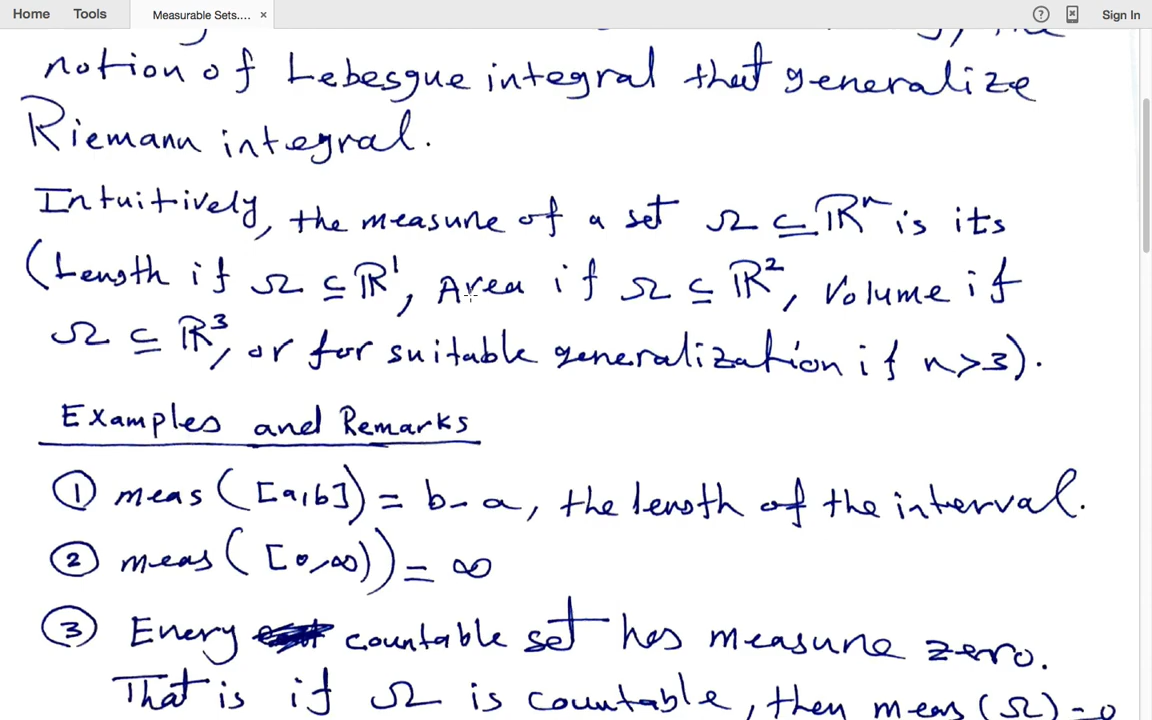 Home Tools Measurable Sets.... × ? Sign In
notion of Lebesgue integral that generalize
Riemann integral.
Intuitively, the measure of a set Ω ⊆ ℝⁿ is its
(Length if Ω ⊆ ℝ¹, Area if Ω ⊆ ℝ², Volume if
Ω ⊆ ℝ³, or for suitable generalization if n>3).
Examples and Remarks
① meas([a,b]) = b-a, the length of the interval.
② meas([0,∞)) = ∞
③ Every countable set has measure zero.
That is if Ω is countable, then meas(Ω)=0